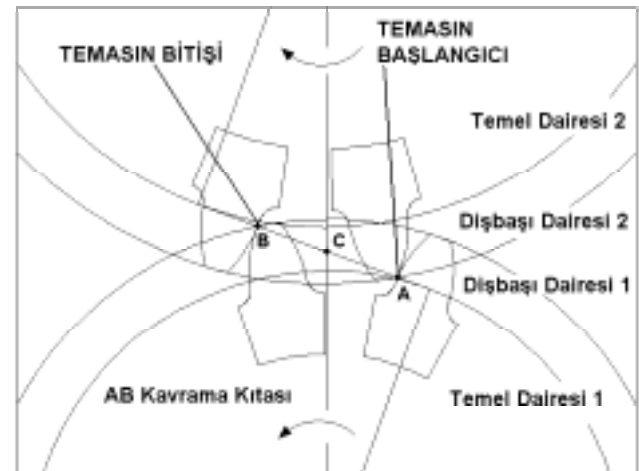 TEMASIN
BAŞLANGICI
TEMASIN BİTİŞİ
Temel Dairesi 2
Dişbaşı Dairesi 2
B
C
Dişbaşı Dairesi 1
A
AB Kavrama Kıtası
Temel Dairesi 1